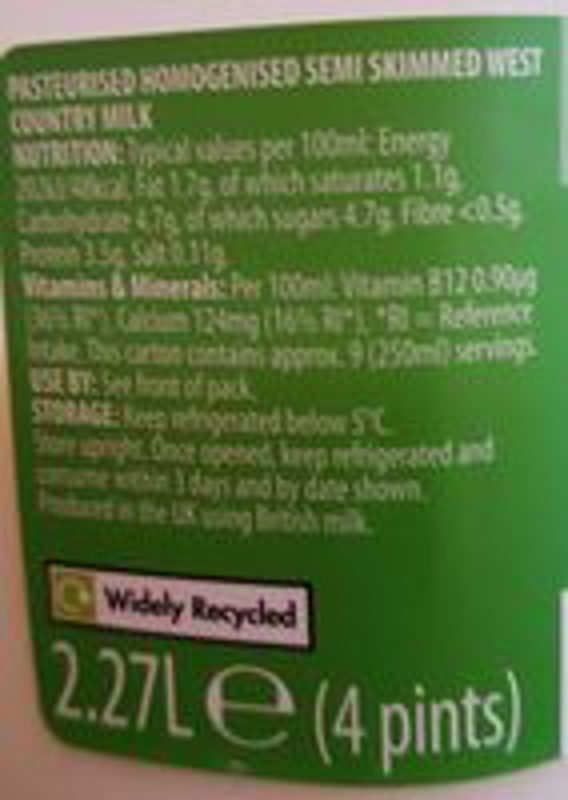 PASTEURISED HOMOGENISED SEMI SKIMMED WEST
COUNTRY MILK
NUTRITION: Typical values per 100ml: Energy
Fat 1.7g, of which saturates 1.1g,
Carbohydrate 4.7g, of which sugars 4.7g, Fibre <0.5g,
Protein 3.5g, Salt 0.11g.
Vitamins & Minerals: Per 100ml: Vitamin B12 0.90µg
(36% RI*), Calcium 124mg (16% RI*). *RI = Reference
Intake. This carton contains approx. 9 (250ml) servings.
USE BY: See front of pack.
STORAGE: Keep refrigerated below 5°C.
Store upright. Once opened, keep refrigerated and
consume within 3 days and by date shown.
Produced in the UK using British milk.
Widely Recycled
2.27L e (4 pints)